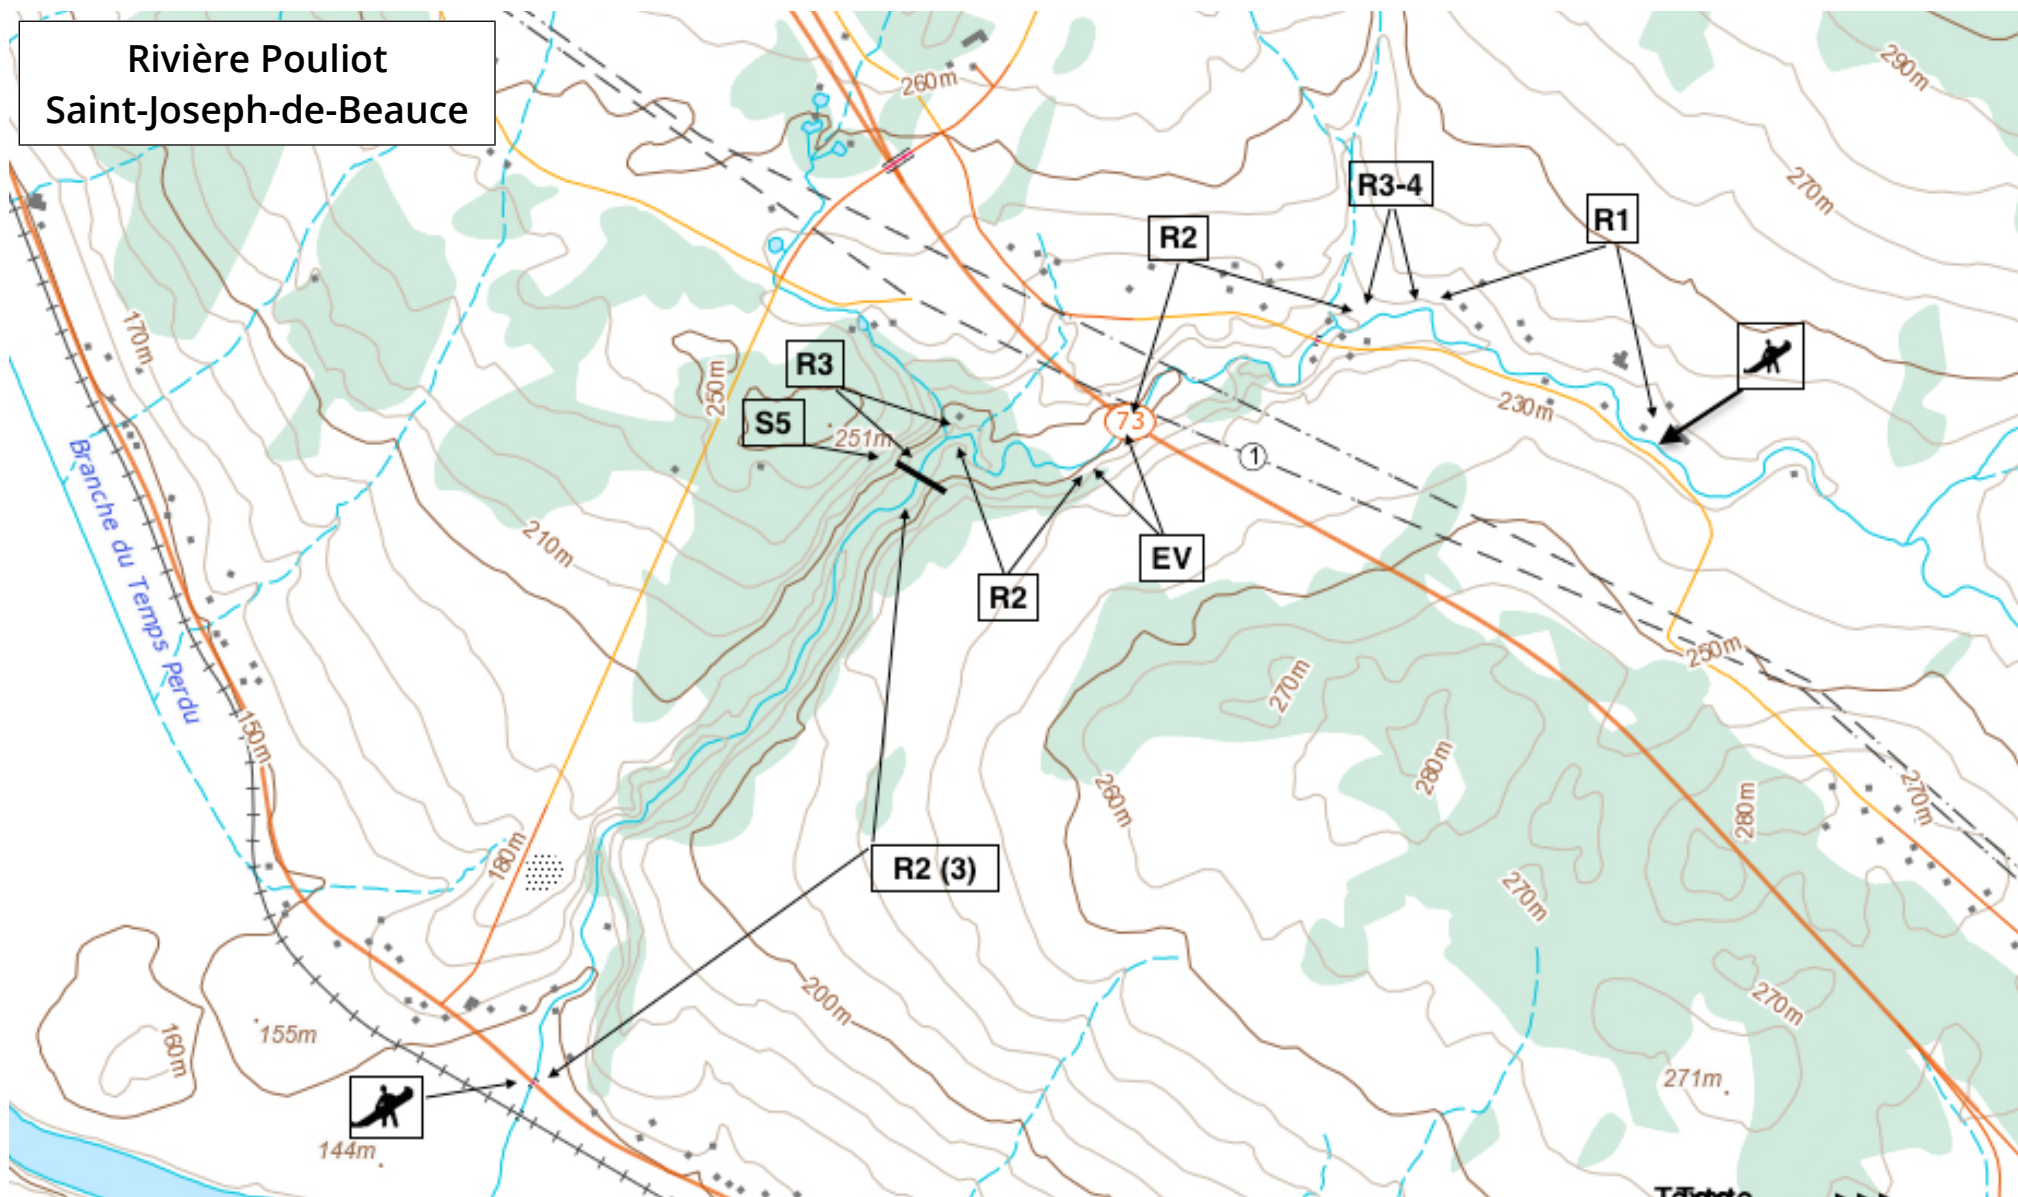 Rivière Pouliot
Saint-Joseph-de-Beauce
260m
290m
270m
R3-4
R1
R2
170m
R3
250m
S5
251m
73
230m
1
Branche du Temps Perdu
210m
EV
R2
250m
270m
150m
280m
260m
280m
270m
180m
R2 (3)
270m
200m
270m
155m
160m
271m
144m